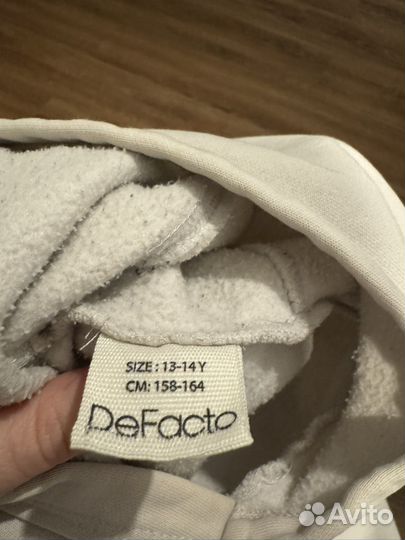 SIZE : 13-14 Y
CM: 158-164
DeFacto
Avito